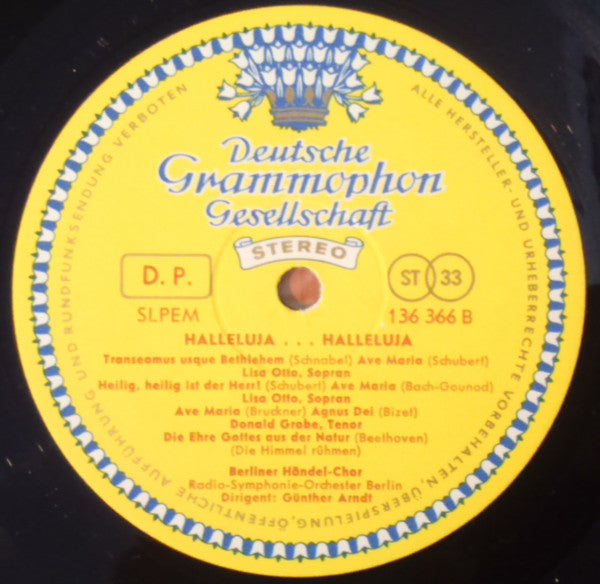 Deutsche
Grammophon
Gesellschaft
STEREO
D. P.
ST 33
SLPEM
136 366 B
HALLELUJA . . . HALLELUJA
Transeamus usque Bethlehem (Schnabel) Ave Maria (Schubert)
Lisa Otto, Sopran
Heilig, heilig ist der Herr! (Schubert) Ave Maria (Bach-Gounod)
Lisa Otto, Sopran
Ave Maria (Bruckner) Agnus Dei (Bizet)
Donald Grobe, Tenor
Die Ehre Gottes aus der Natur (Beethoven)
(Die Himmel rühmen)
Berliner Händel-Chor
Radio-Symphonie-Orchester Berlin
Dirigent: Günther Arndt
ALLE HERSTELLER- UND URHEBERRECHTE VORBEHALTEN, ÜBERSPIELUNG, ÖFFENTLICHE AUFFÜHRUNG UND RUNDFUNKSENDUNG VERBOTEN